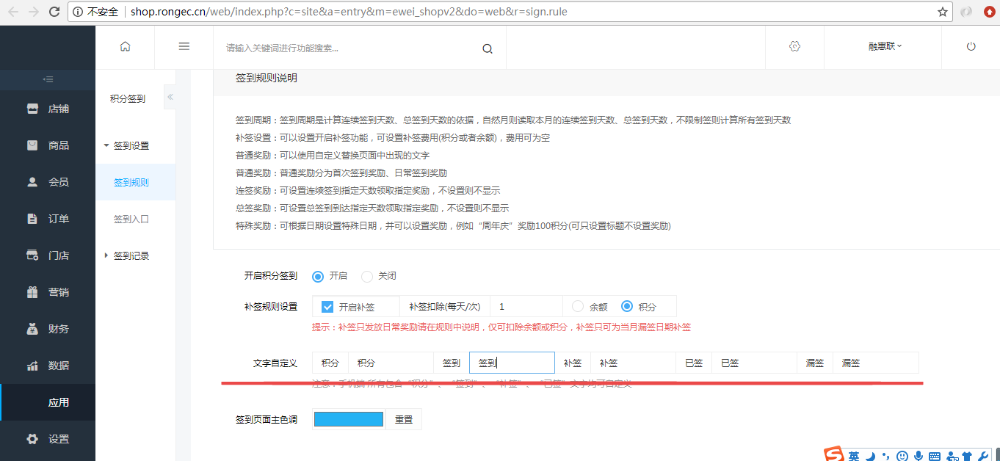 不安全 shop.rongec.cn/web/index.php?c=site&a=entry&m=ewei_shopv2&do=web&r=sign.rule
请输入关键词进行功能搜索...
融惠联
店铺
商品
会员
订单
门店
营销
财务
数据
应用
设置
积分签到
签到设置
签到规则
签到入口
签到记录
签到规则说明
签到周期：签到周期是计算连续签到天数、总签到天数的依据，自然月则读取本月的连续签到天数、总签到天数，不限制签则计算所有签到天数
补签设置：可以设置开启补签功能，可设置补签费用(积分或者余额)，费用可为空
普通奖励：可以使用自定义替换页面中出现的文字
普通奖励：普通奖励分为首次签到奖励、日常签到奖励
连签奖励：可设置连续签到指定天数领取指定奖励，不设置则不显示
总签奖励：可设置总签到到达指定天数领取指定奖励，不设置则不显示
特殊奖励：可根据日期设置特殊日期，并可以设置奖励，例如“周年庆”奖励100积分(可只设置标题不设置奖励)
开启积分签到 开启 关闭
补签规则设置 开启补签 补签扣除(每天/次) 1 余额 积分
提示：补签只发放日常奖励请在规则中说明，仅可扣除余额或积分，补签只可为当月漏签日期补签
文字自定义 积分 积分 签到 签到 补签 补签 已签 已签 漏签 漏签
注意：手机端 所有包含“积分”、“签到”、“补签”、“已签”文字均可自定义
签到页面主色调 重置
英